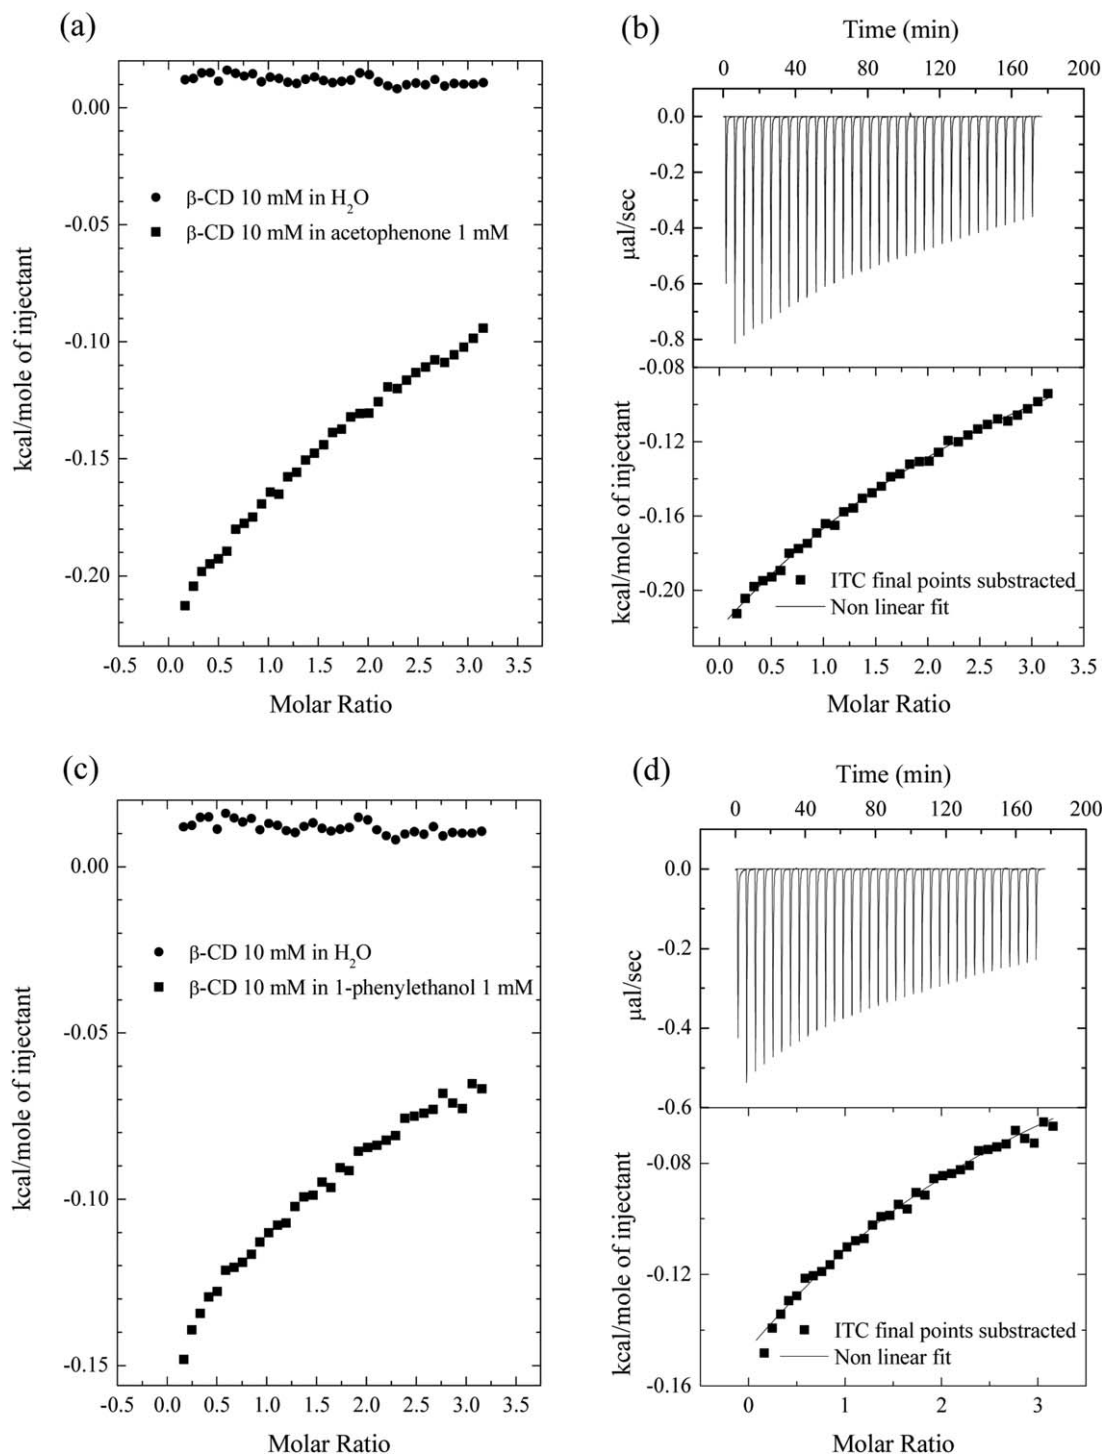 (a)
0.00
-0.05
-0.10
-0.15
-0.20
kcal/mole of injectant
β-CD 10 mM in H₂O
β-CD 10 mM in acetophenone 1 mM
-0.5 0.0 0.5 1.0 1.5 2.0 2.5 3.0 3.5
Molar Ratio
(b)
Time (min)
0 40 80 120 160 200
0.0
-0.2
-0.4
-0.6
-0.8
μal/sec
-0.08
-0.12
-0.16
-0.20
kcal/mole of injectant
ITC final points substracted
Non linear fit
0.0 0.5 1.0 1.5 2.0 2.5 3.0 3.5
Molar Ratio
(c)
0.00
-0.05
-0.10
-0.15
kcal/mole of injectant
β-CD 10 mM in H₂O
β-CD 10 mM in 1-phenylethanol 1 mM
-0.5 0.0 0.5 1.0 1.5 2.0 2.5 3.0 3.5
Molar Ratio
(d)
Time (min)
0 40 80 120 160 200
0.0
-0.2
-0.4
-0.6
μal/sec
-0.08
-0.12
-0.16
kcal/mole of injectant
ITC final points substracted
Non linear fit
0 1 2 3
Molar Ratio